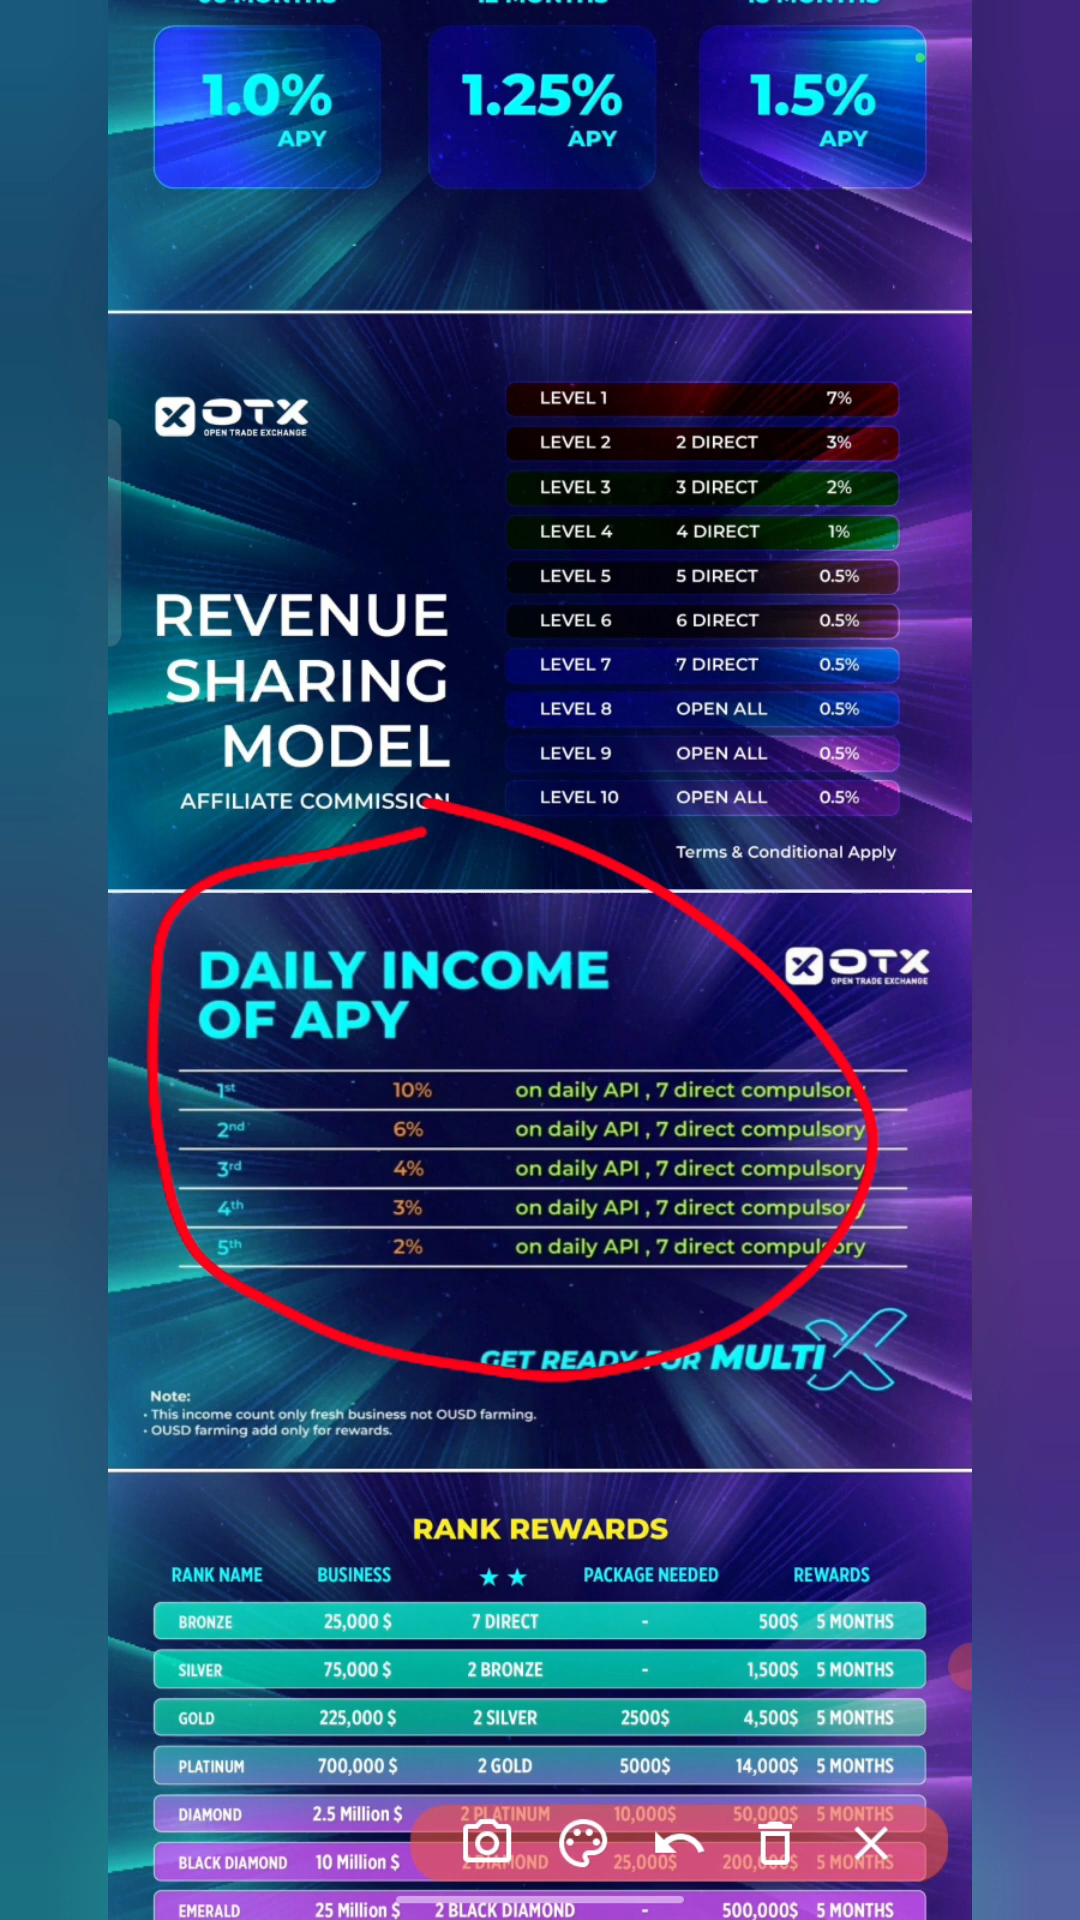 1.0%
APY
1.25%
APY
1.5%
APY
OTX
OPEN TRADE EXCHANGE
REVENUE
SHARING
MODEL
AFFILIATE COMMISSION
LEVEL 1 7%
LEVEL 2 2 DIRECT 3%
LEVEL 3 3 DIRECT 2%
LEVEL 4 4 DIRECT 1%
LEVEL 5 5 DIRECT 0.5%
LEVEL 6 6 DIRECT 0.5%
LEVEL 7 7 DIRECT 0.5%
LEVEL 8 OPEN ALL 0.5%
LEVEL 9 OPEN ALL 0.5%
LEVEL 10 OPEN ALL 0.5%
Terms & Conditional Apply
DAILY INCOME
OF APY
OTX
OPEN TRADE EXCHANGE
1st 10% on daily API , 7 direct compulsory
2nd 6% on daily API , 7 direct compulsory
3rd 4% on daily API , 7 direct compulsory
4th 3% on daily API , 7 direct compulsory
5th 2% on daily API , 7 direct compulsory
GET READY FOR MULTI X
Note:
• This income count only fresh business not OUSD farming.
• OUSD farming add only for rewards.
RANK REWARDS
RANK NAME BUSINESS ★ ★ PACKAGE NEEDED REWARDS
BRONZE 25,000 $ 7 DIRECT - 500$ 5 MONTHS
SILVER 75,000 $ 2 BRONZE - 1,500$ 5 MONTHS
GOLD 225,000 $ 2 SILVER 2500$ 4,500$ 5 MONTHS
PLATINUM 700,000 $ 2 GOLD 5000$ 14,000$ 5 MONTHS
DIAMOND 2.5 Million $ 2 PLATINUM 10,000$ 50,000$ 5 MONTHS
BLACK DIAMOND 10 Million $ 2 DIAMOND 25,000$ 200,000$ 5 MONTHS
EMERALD 25 Million $ 2 BLACK DIAMOND - 500,000$ 5 MONTHS